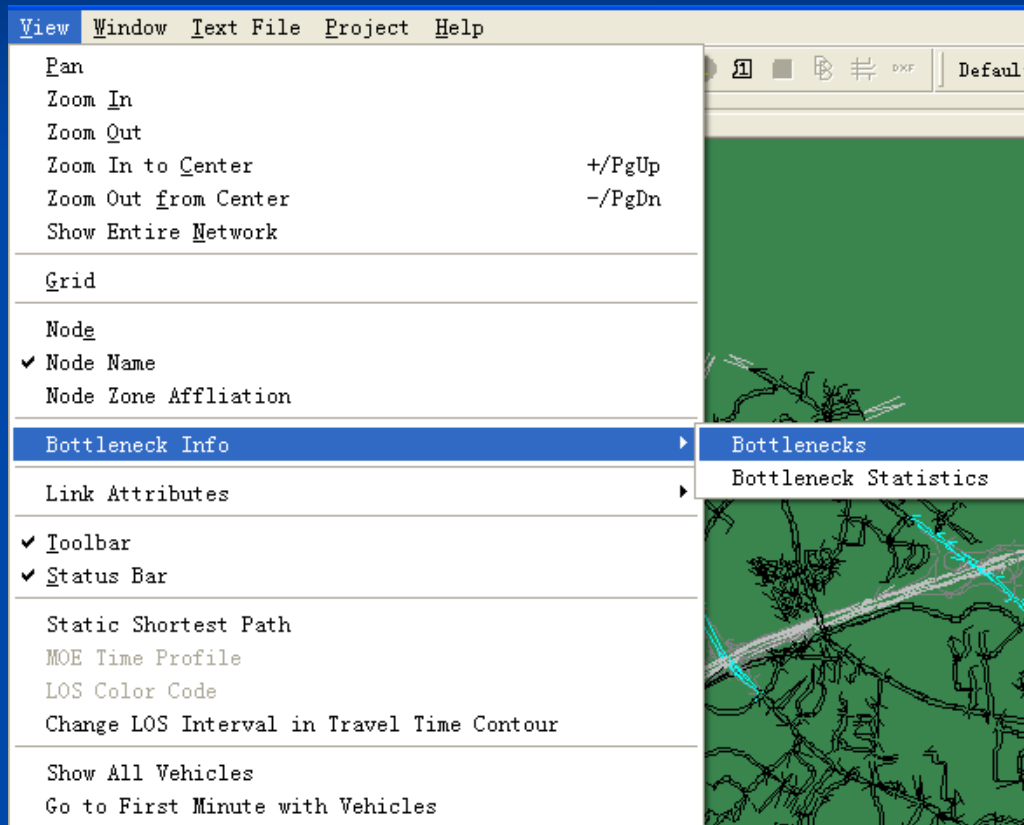 View Window Text File Project Help
Pan
Zoom In
Zoom Out
Zoom In to Center +/PgUp
Zoom Out from Center -/PgDn
Show Entire Network
Grid
Node
Node Name
Node Zone Affliation
Bottleneck Info
Bottlenecks
Bottleneck Statistics
Link Attributes
Toolbar
Status Bar
Static Shortest Path
MOE Time Profile
LOS Color Code
Change LOS Interval in Travel Time Contour
Show All Vehicles
Go to First Minute with Vehicles
1
DXF
Defaul